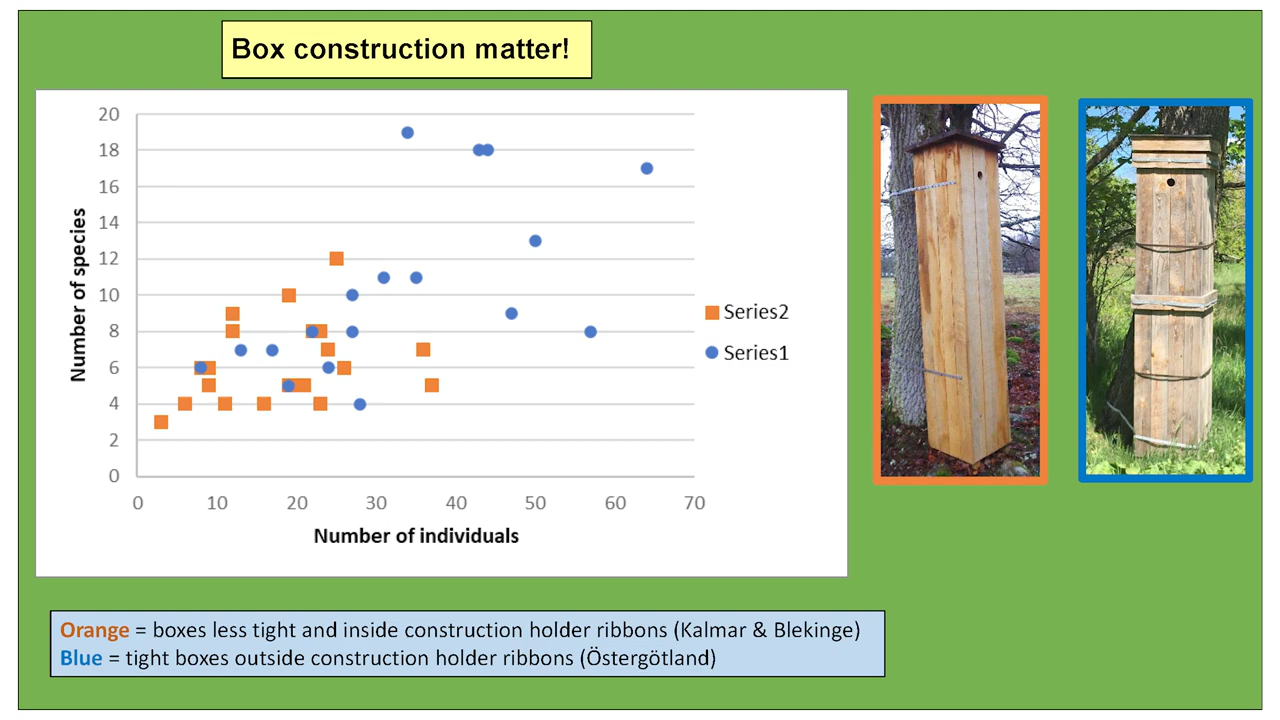 Box construction matter!
20
18
16
14
12
10
8
6
4
2
0
Number of species
0 10 20 30 40 50 60 70
Number of individuals
Series2
Series1
Orange = boxes less tight and inside construction holder ribbons (Kalmar & Blekinge)
Blue = tight boxes outside construction holder ribbons (Östergötland)